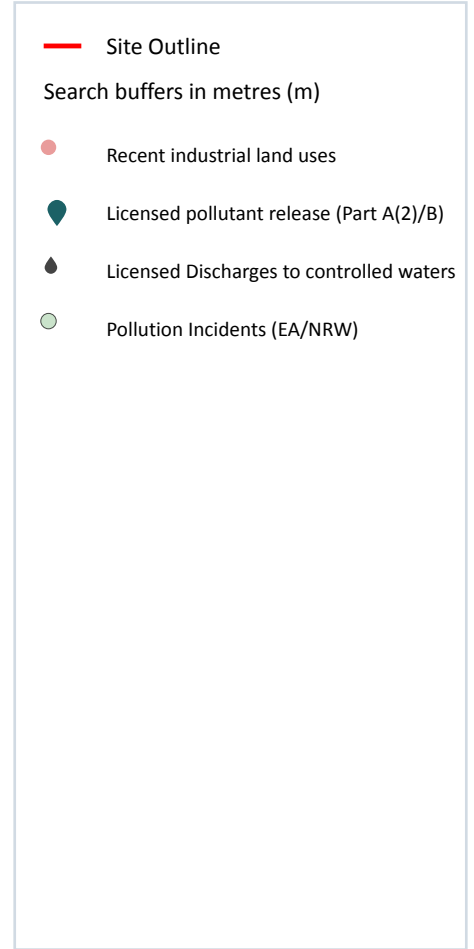 Site Outline
Search buffers in metres (m)
Recent industrial land uses
Licensed pollutant release (Part A(2)/B)
Licensed Discharges to controlled waters
Pollution Incidents (EA/NRW)